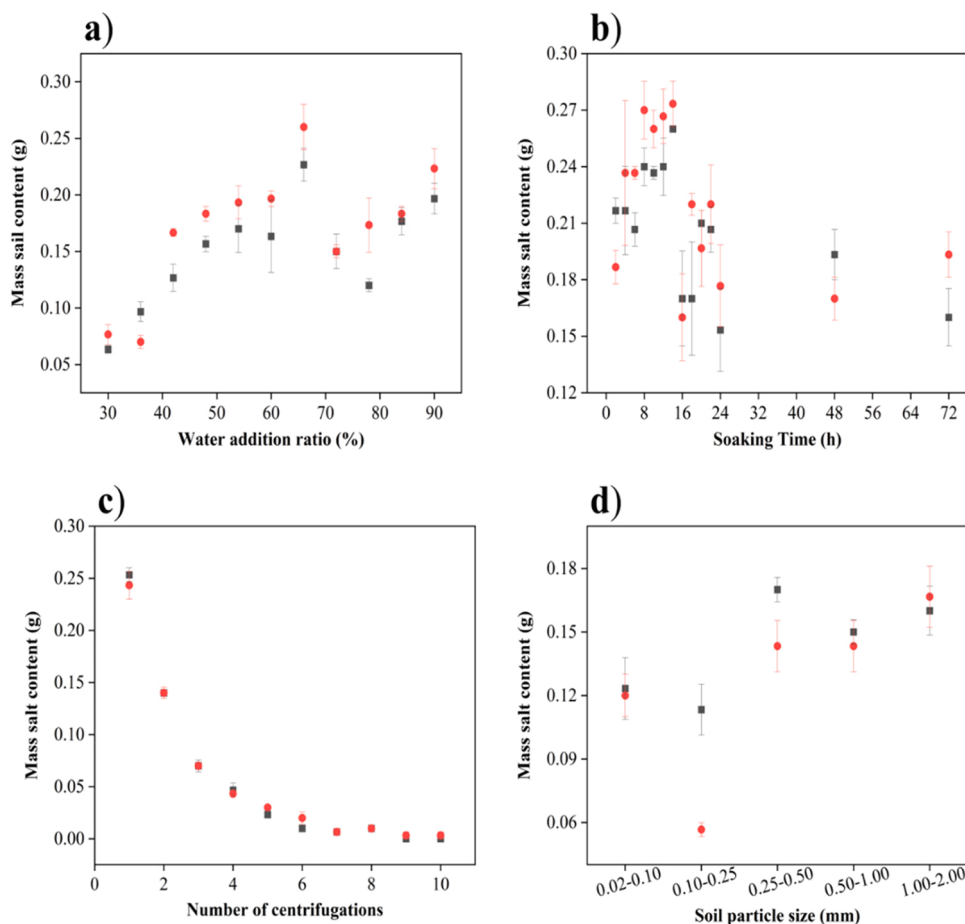 a)
0.30
0.25
0.20
0.15
0.10
0.05
Mass sail content (g)
30 40 50 60 70 80 90
Water addition ratio (%)
b)
0.30
0.27
0.24
0.21
0.18
0.15
0.12
Mass salt content (g)
0 8 16 24 32 40 48 56 64 72
Soaking Time (h)
c)
0.30
0.25
0.20
0.15
0.10
0.05
0.00
Mass salt content (g)
0 2 4 6 8 10
Number of centrifugations
d)
0.18
0.15
0.12
0.09
0.06
Mass salt content (g)
0.02-0.10 0.10-0.25 0.25-0.50 0.50-1.00 1.00-2.00
Soil particle size (mm)